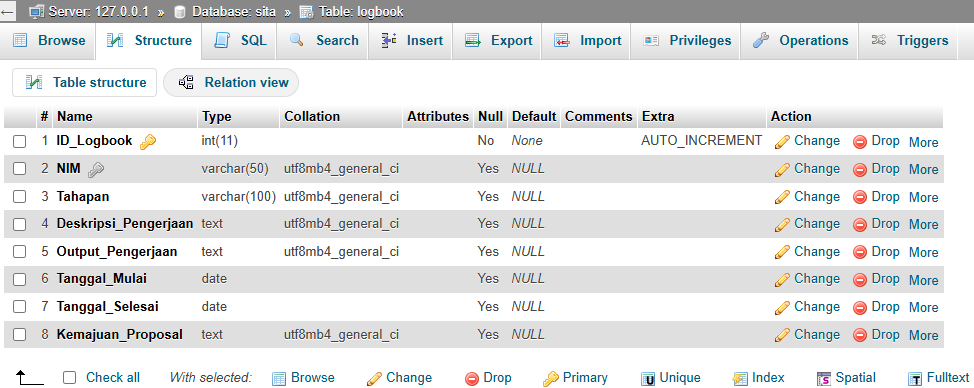 Server: 127.0.0.1 » Database: sita » Table: logbook
Browse Structure SQL Search Insert Export Import Privileges Operations Triggers
Table structure Relation view
# Name Type Collation Attributes Null Default Comments Extra Action
1 ID_Logbook int(11) No None AUTO_INCREMENT Change Drop More
2 NIM varchar(50) utf8mb4_general_ci Yes NULL Change Drop More
3 Tahapan varchar(100) utf8mb4_general_ci Yes NULL Change Drop More
4 Deskripsi_Pengerjaan text utf8mb4_general_ci Yes NULL Change Drop More
5 Output_Pengerjaan text utf8mb4_general_ci Yes NULL Change Drop More
6 Tanggal_Mulai date Yes NULL Change Drop More
7 Tanggal_Selesai date Yes NULL Change Drop More
8 Kemajuan_Proposal text utf8mb4_general_ci Yes NULL Change Drop More
Check all With selected: Browse Change Drop Primary Unique Index Spatial Fulltext